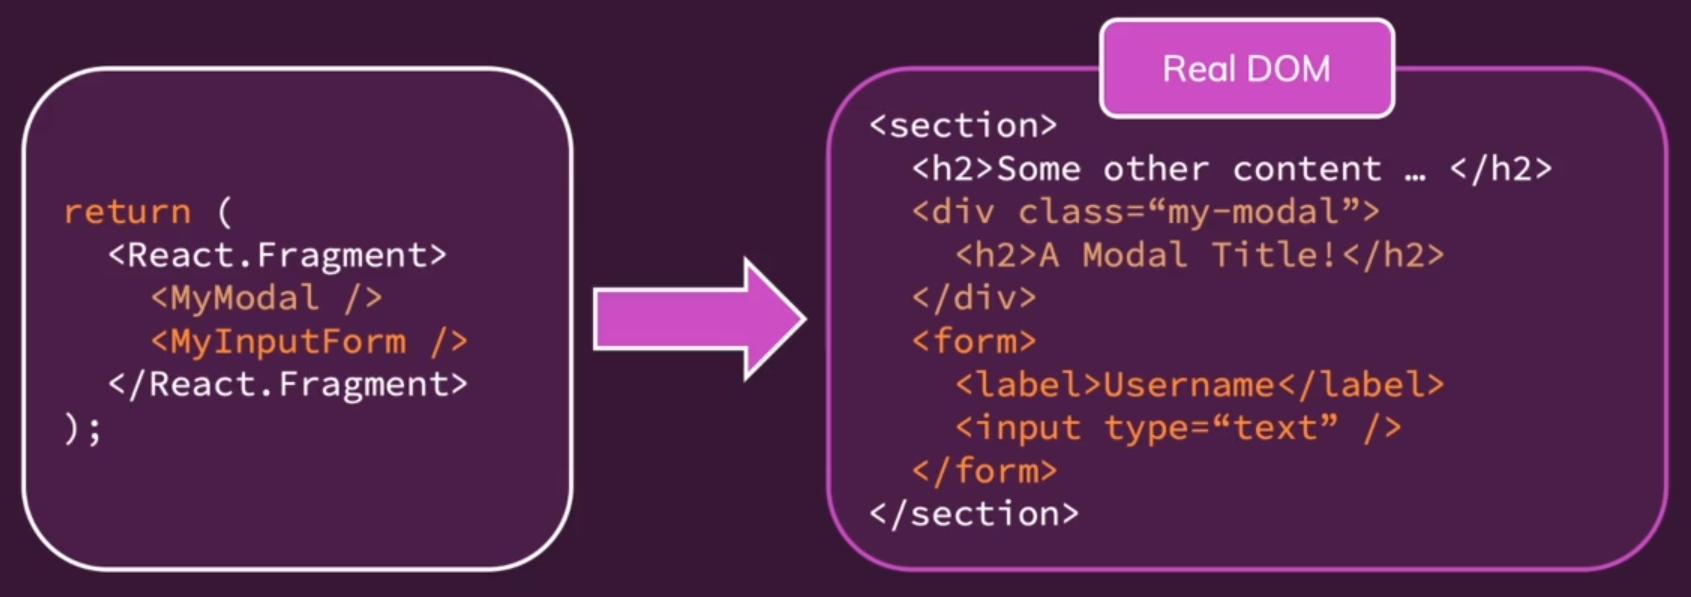 return (
<React.Fragment>
<MyModal />
<MyInputForm />
</React.Fragment>
);
Real DOM
<section>
<h2>Some other content … </h2>
<div class=“my-modal”>
<h2>A Modal Title!</h2>
</div>
<form>
<label>Username</label>
<input type=“text” />
</form>
</section>